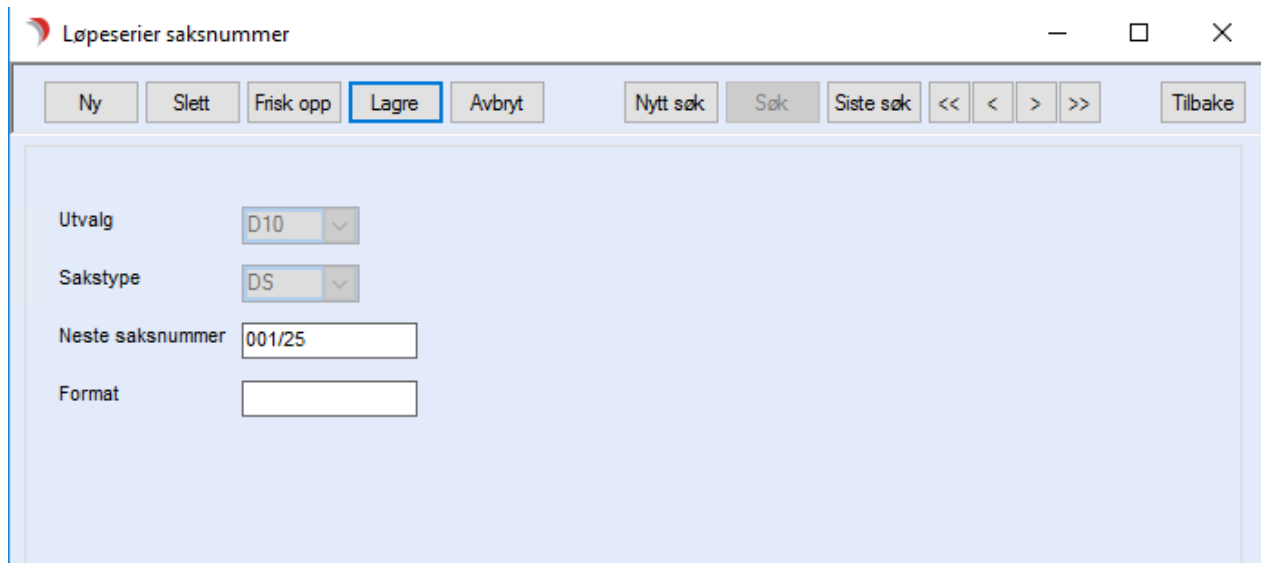 Løpeserier saksnummer
Ny Slett Frisk opp Lagre Avbryt Nytt søk Søk Siste søk << < > >> Tilbake
Utvalg D10
Sakstype DS
Neste saksnummer 001/25
Format